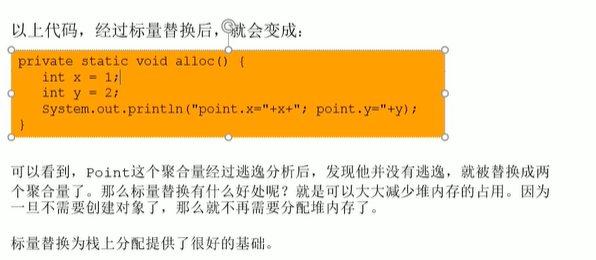 以上代码，经过标量替换后，就会变成：
private static void alloc() {
int x = 1;
int y = 2;
System.out.println("point.x="+x+"; point.y="+y);
}
可以看到，Point这个聚合量经过逃逸分析后，发现他并没有逃逸，就被替换成两
个聚合量了。那么标量替换有什么好处呢？就是可以大大减少堆内存的占用。因为
一旦不需要创建对象了，那么就不再需要分配堆内存了。
标量替换为栈上分配提供了很好的基础。